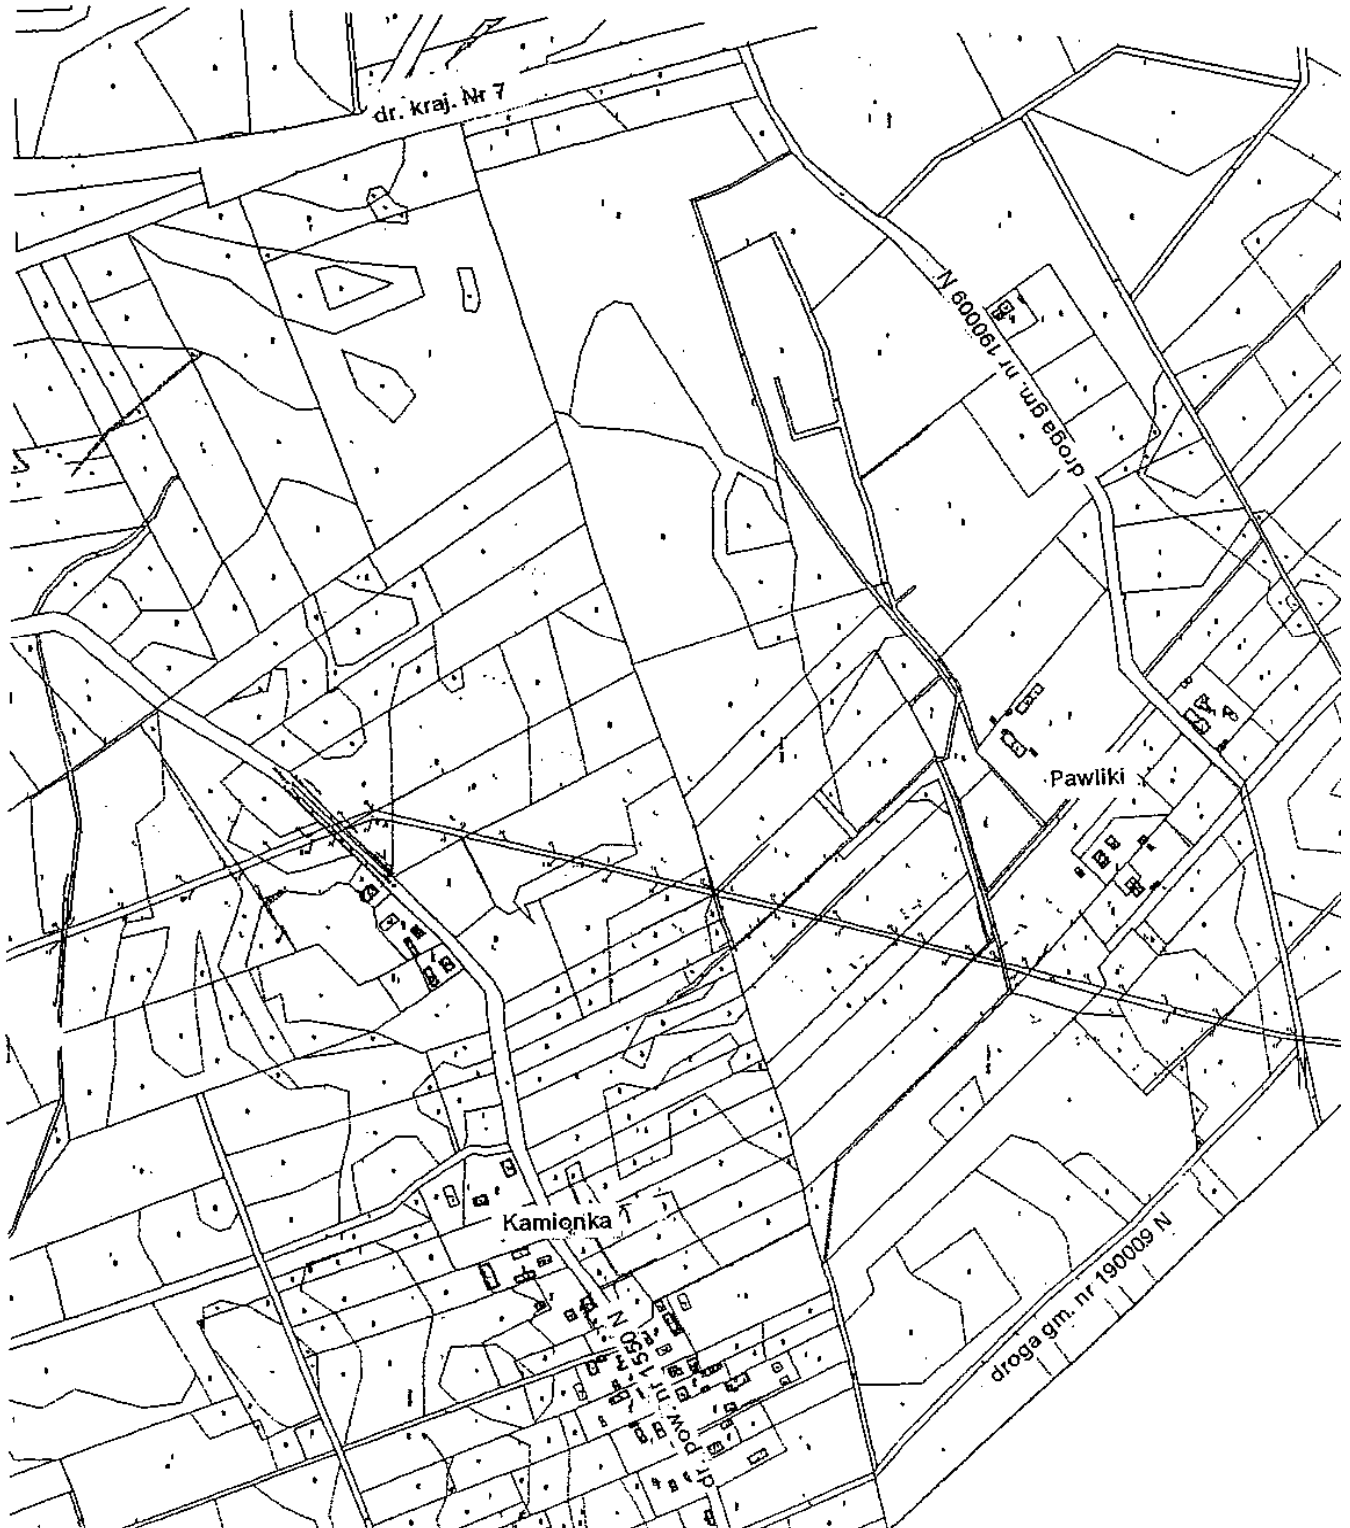 dr. kraj. Nr 7
droga gm. nr 190009 N
Pawliki
Kamionka
droga gm. nr 190009 N
dr. pow. nr 1550 N